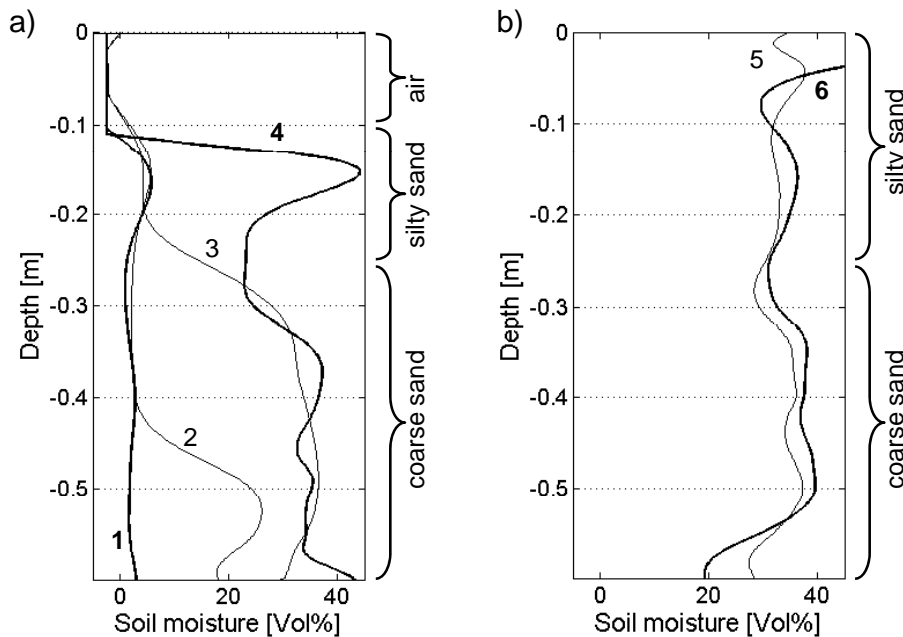 a)
0
-0.1
-0.2
-0.3
-0.4
-0.5
Depth [m]
0
20
40
Soil moisture [Vol%]
1
2
3
4
air
silty sand
coarse sand
b)
0
-0.1
-0.2
-0.3
-0.4
-0.5
Depth [m]
0
20
40
Soil moisture [Vol%]
5
6
silty sand
coarse sand